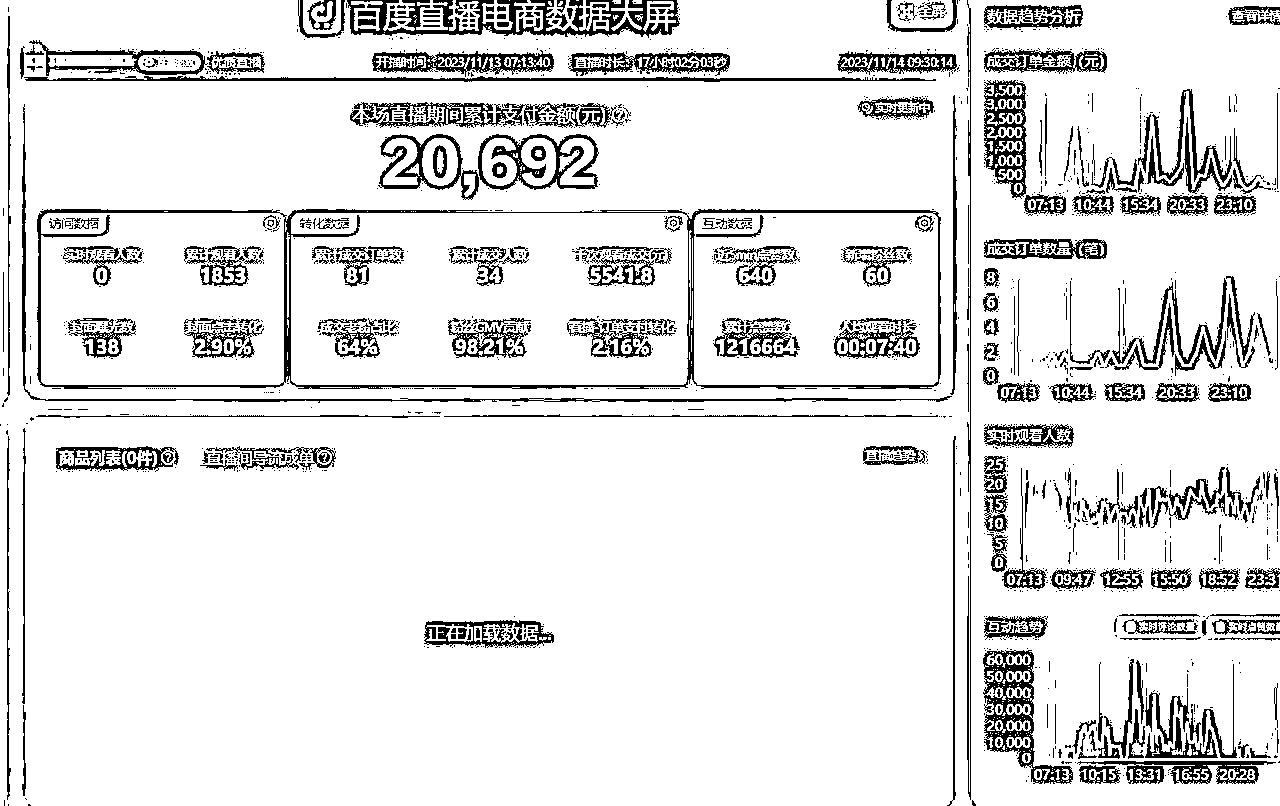 百度直播电商数据大屏
全屏
优质直播
开播时间：2023/11/13 07:13:40
直播时长：17小时02分03秒
2023/11/14 09:30:14
本场直播期间累计支付金额(元)
实时更新中
20,692
访问数据
实时观看人数
0
累计观看人数
1853
封面曝光数
138
封面点击转化
2.90%
转化数据
累计成交订单数
81
累计成交人数
34
千次观看成交(元)
5541.8
成交老粉占比
64%
粉丝GMV贡献
98.21%
直播订单支付转化
2.16%
互动数据
近5min点赞数
640
新增粉丝数
60
累计点赞数
1216664
人均观看时长
00:07:40
商品列表(0件)
直播间导流成单
直播趋势
正在加载数据...
数据趋势分析
成交订单金额 (元)
3,500
3,000
2,500
2,000
1,500
1,000
500
0
07:13 10:44 15:34 20:33 23:10
成交订单数量 (笔)
8
6
4
2
0
07:13 10:44 15:34 20:33 23:10
实时观看人数
25
20
15
10
5
0
07:13 09:47 12:55 15:50 18:52
互动趋势
实时评论数量
60,000
50,000
40,000
30,000
20,000
10,000
0
07:13 10:15 13:31 16:55 20:28